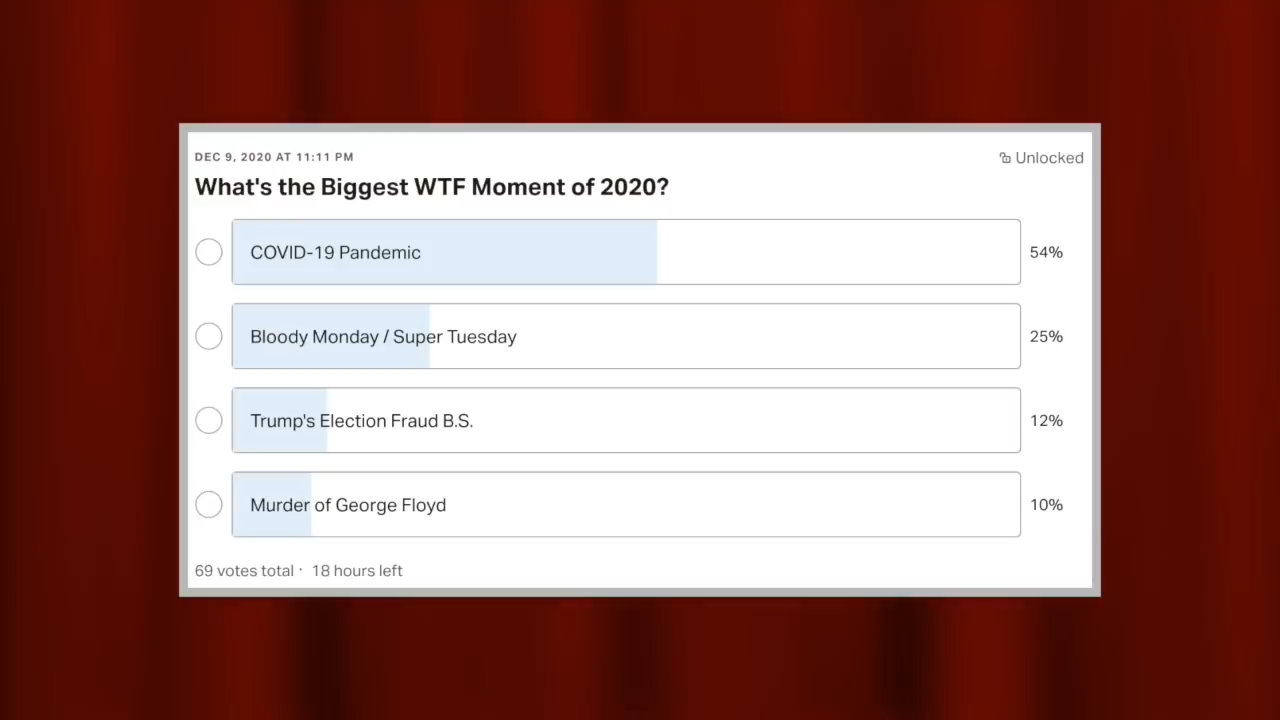 DEC 9, 2020 AT 11:11 PM
Unlocked
What's the Biggest WTF Moment of 2020?
COVID-19 Pandemic
54%
Bloody Monday / Super Tuesday
25%
Trump's Election Fraud B.S.
12%
Murder of George Floyd
10%
69 votes total · 18 hours left